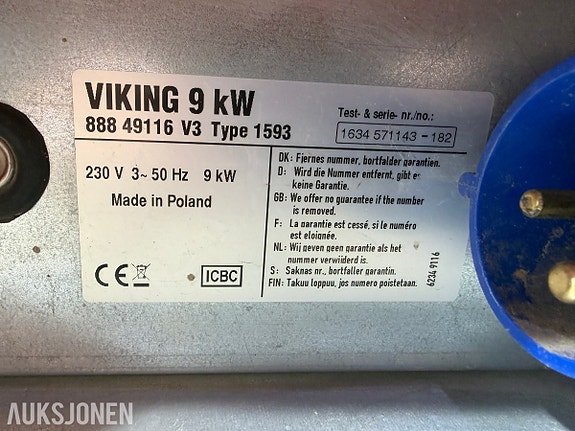 VIKING 9 kW
888 49116 V3 Type 1593
Test- & serie- nr./no.:
1634 571143 - 182
230 V 3~ 50 Hz 9 kW
Made in Poland
CE
ICBC
DK: Fjernes nummer, bortfalder garantien.
D: Wird die Nummer entfernt, gibt es
keine Garantie.
GB: We offer no guarantee if the number
is removed.
F: La garantie est cessé, si le numéro
est eloignée.
NL: Wij geven geen garantie als het
nummer verwijderd is.
S: Saknas nr., bortfaller garantin.
FIN: Takuu loppuu, jos numero poistetaan.
6234 9116
AUKSJONEN